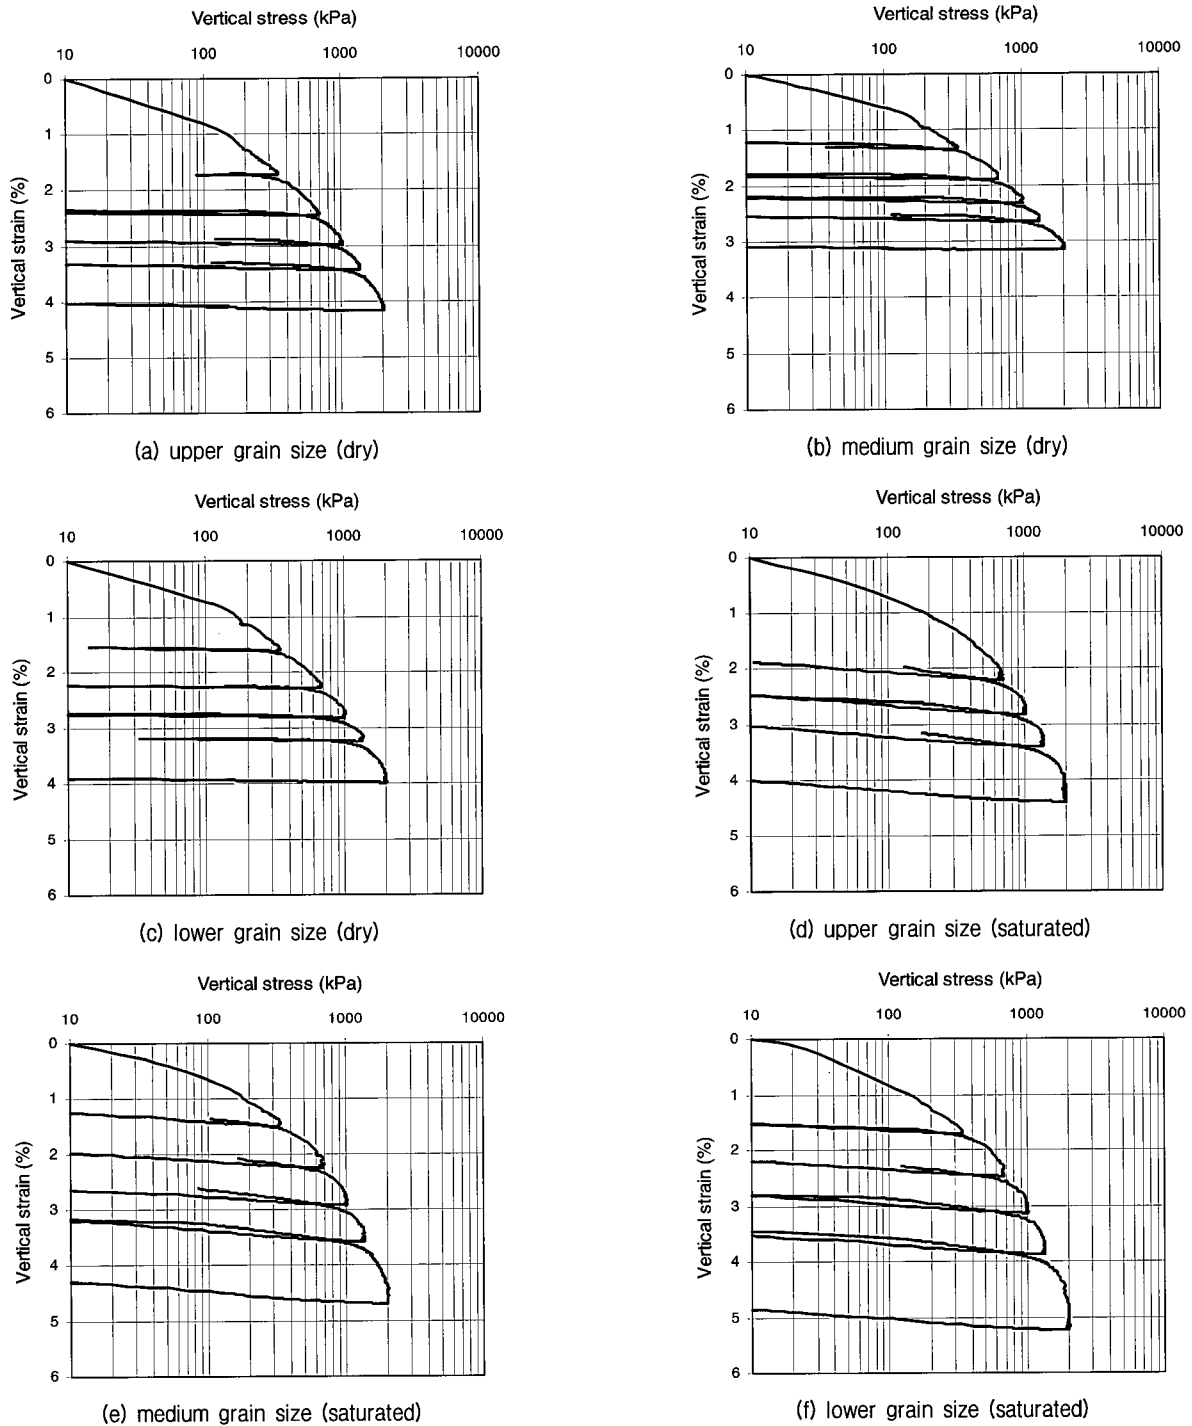 Vertical stress (kPa)
10 100 1000 10000
0
1
2
3
4
5
6
Vertical strain (%)
(a) upper grain size (dry)
Vertical stress (kPa)
10 100 1000 10000
0
1
2
3
4
5
6
Vertical strain (%)
(b) medium grain size (dry)
Vertical stress (kPa)
10 100 1000 10000
0
1
2
3
4
5
6
Vertical strain (%)
(c) lower grain size (dry)
Vertical stress (kPa)
10 100 1000 10000
0
1
2
3
4
5
6
Vertical strain (%)
(d) upper grain size (saturated)
Vertical stress (kPa)
10 100 1000 10000
0
1
2
3
4
5
6
Vertical strain (%)
(e) medium grain size (saturated)
Vertical stress (kPa)
10 100 1000 10000
0
1
2
3
4
5
6
Vertical strain (%)
(f) lower grain size (saturated)